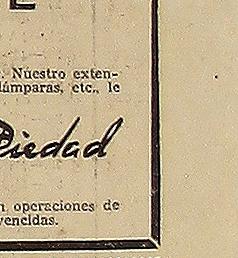 E
. Nuestro exten-
lámparas, etc., le
Piedad
n operaciones de
vencidas.